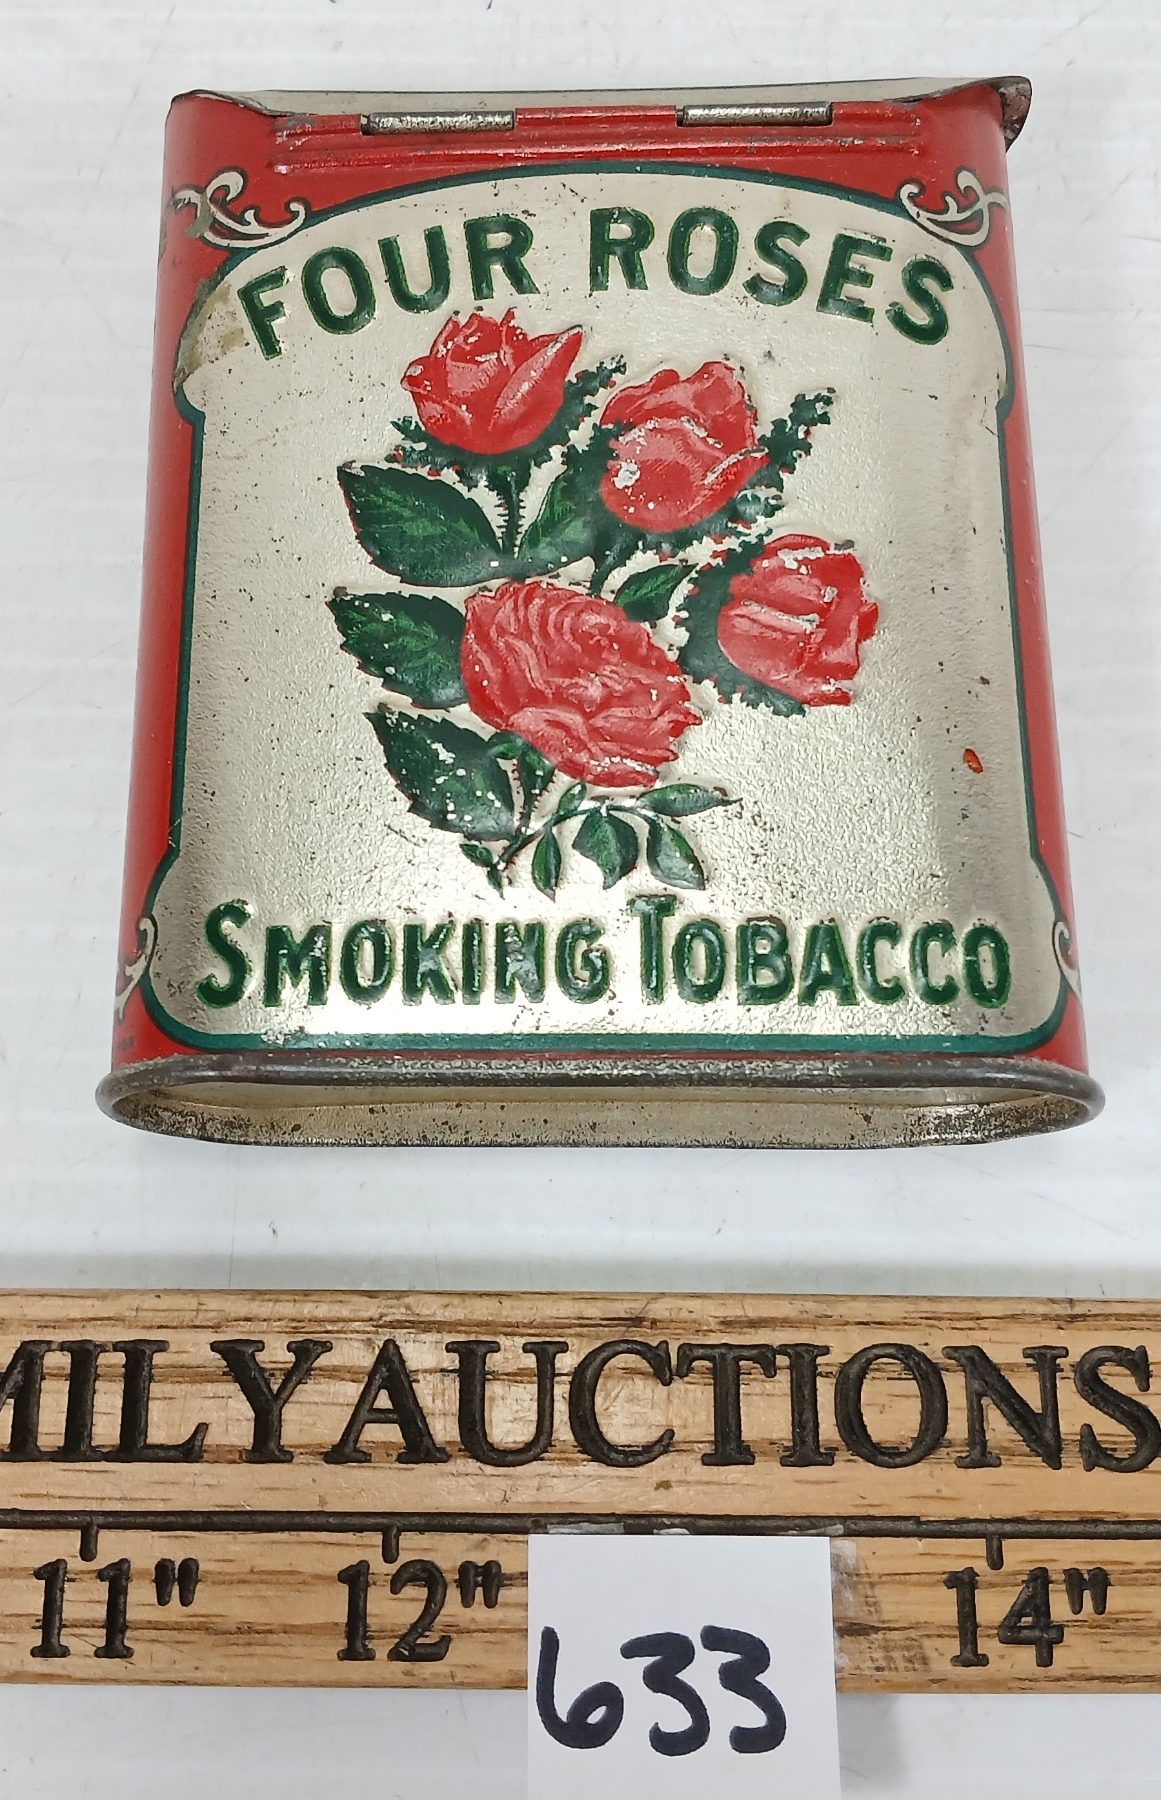 FOUR ROSES
SMOKING TOBACCO
MILYAUCTIONS
11" 12" 14"
633